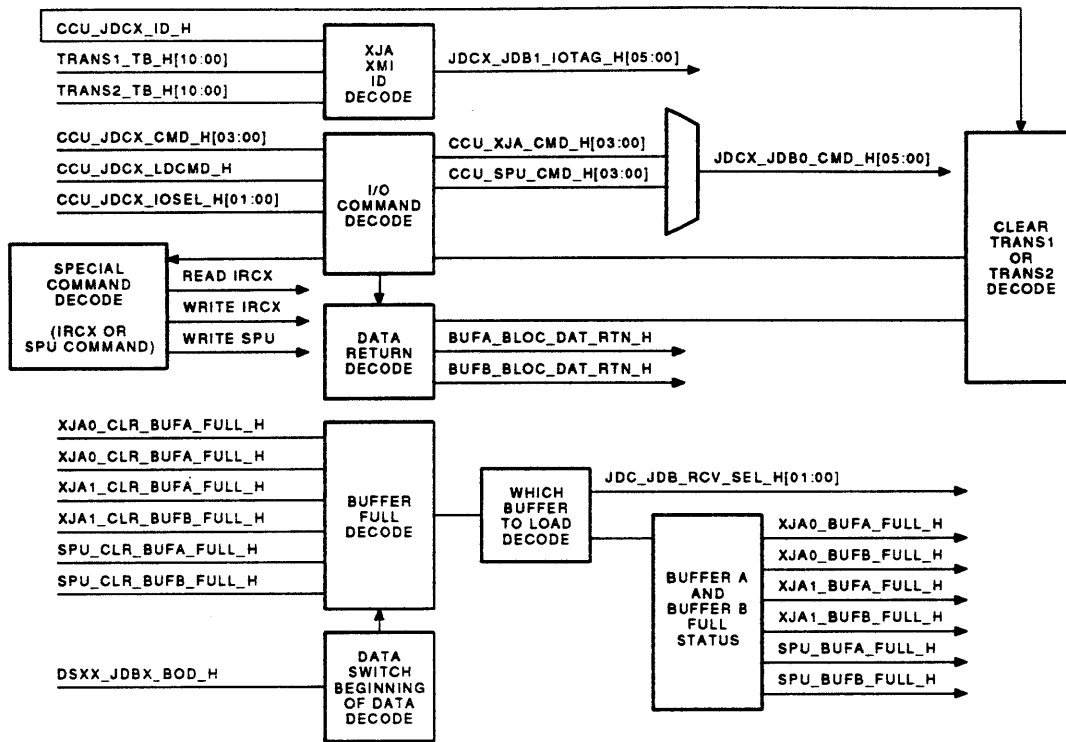 CCU_JDCX_ID_H
TRANS1_TB_H[10:00]
TRANS2_TB_H[10:00]
XJA
XMI
ID
DECODE
JDCX_JDB1_IOTAG_H[05:00]
CCU_JDCX_CMD_H[03:00]
CCU_JDCX_LDCMD_H
CCU_JDCX_IOSEL_H[01:00]
I/O
COMMAND
DECODE
CCU_XJA_CMD_H[03:00]
CCU_SPU_CMD_H[03:00]
JDCX_JDB0_CMD_H[05:00]
CLEAR
TRANS1
OR
TRANS2
DECODE
SPECIAL
COMMAND
DECODE
(IRCX OR
SPU COMMAND)
READ IRCX
WRITE IRCX
WRITE SPU
DATA
RETURN
DECODE
BUFA_BLOC_DAT_RTN_H
BUFB_BLOC_DAT_RTN_H
XJA0_CLR_BUFA_FULL_H
XJA0_CLR_BUFA_FULL_H
XJA1_CLR_BUFA_FULL_H
XJA1_CLR_BUFB_FULL_H
SPU_CLR_BUFA_FULL_H
SPU_CLR_BUFB_FULL_H
BUFFER
FULL
DECODE
WHICH
BUFFER
TO LOAD
DECODE
JDC_JDB_RCV_SEL_H[01:00]
BUFFER A
AND
BUFFER B
FULL
STATUS
XJA0_BUFA_FULL_H
XJA0_BUFB_FULL_H
XJA1_BUFA_FULL_H
XJA1_BUFB_FULL_H
SPU_BUFA_FULL_H
SPU_BUFB_FULL_H
DSXX_JDBX_BOD_H
DATA
SWITCH
BEGINNING
OF DATA
DECODE